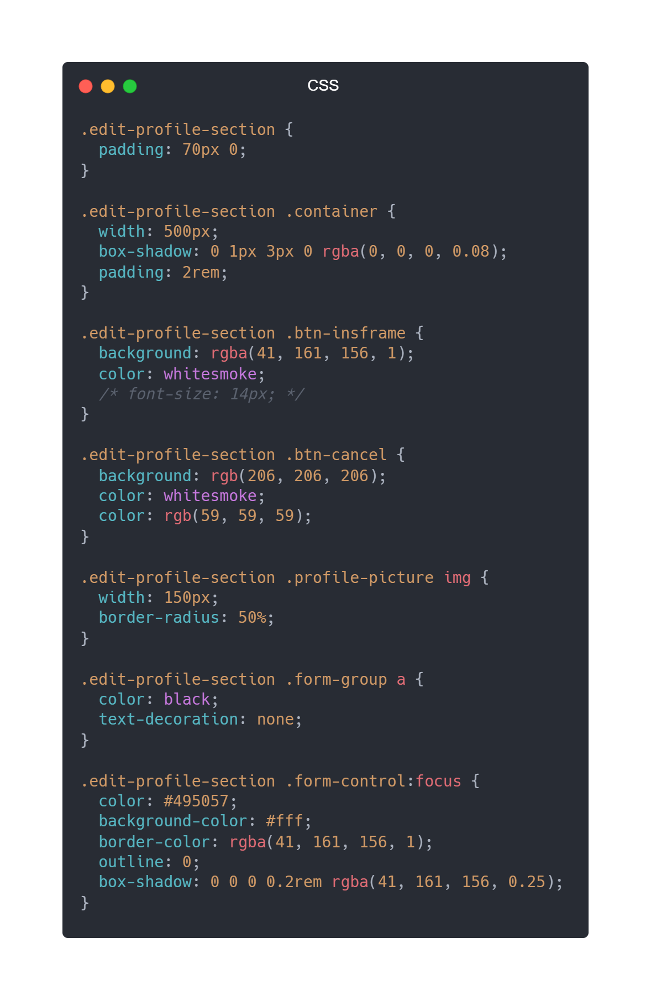 CSS
.edit-profile-section {
  padding: 70px 0;
}

.edit-profile-section .container {
  width: 500px;
  box-shadow: 0 1px 3px 0 rgba(0, 0, 0, 0.08);
  padding: 2rem;
}

.edit-profile-section .btn-insframe {
  background: rgba(41, 161, 156, 1);
  color: whitesmoke;
  /* font-size: 14px; */
}

.edit-profile-section .btn-cancel {
  background: rgb(206, 206, 206);
  color: whitesmoke;
  color: rgb(59, 59, 59);
}

.edit-profile-section .profile-picture img {
  width: 150px;
  border-radius: 50%;
}

.edit-profile-section .form-group a {
  color: black;
  text-decoration: none;
}

.edit-profile-section .form-control:focus {
  color: #495057;
  background-color: #fff;
  border-color: rgba(41, 161, 156, 1);
  outline: 0;
  box-shadow: 0 0 0 0.2rem rgba(41, 161, 156, 0.25);
}